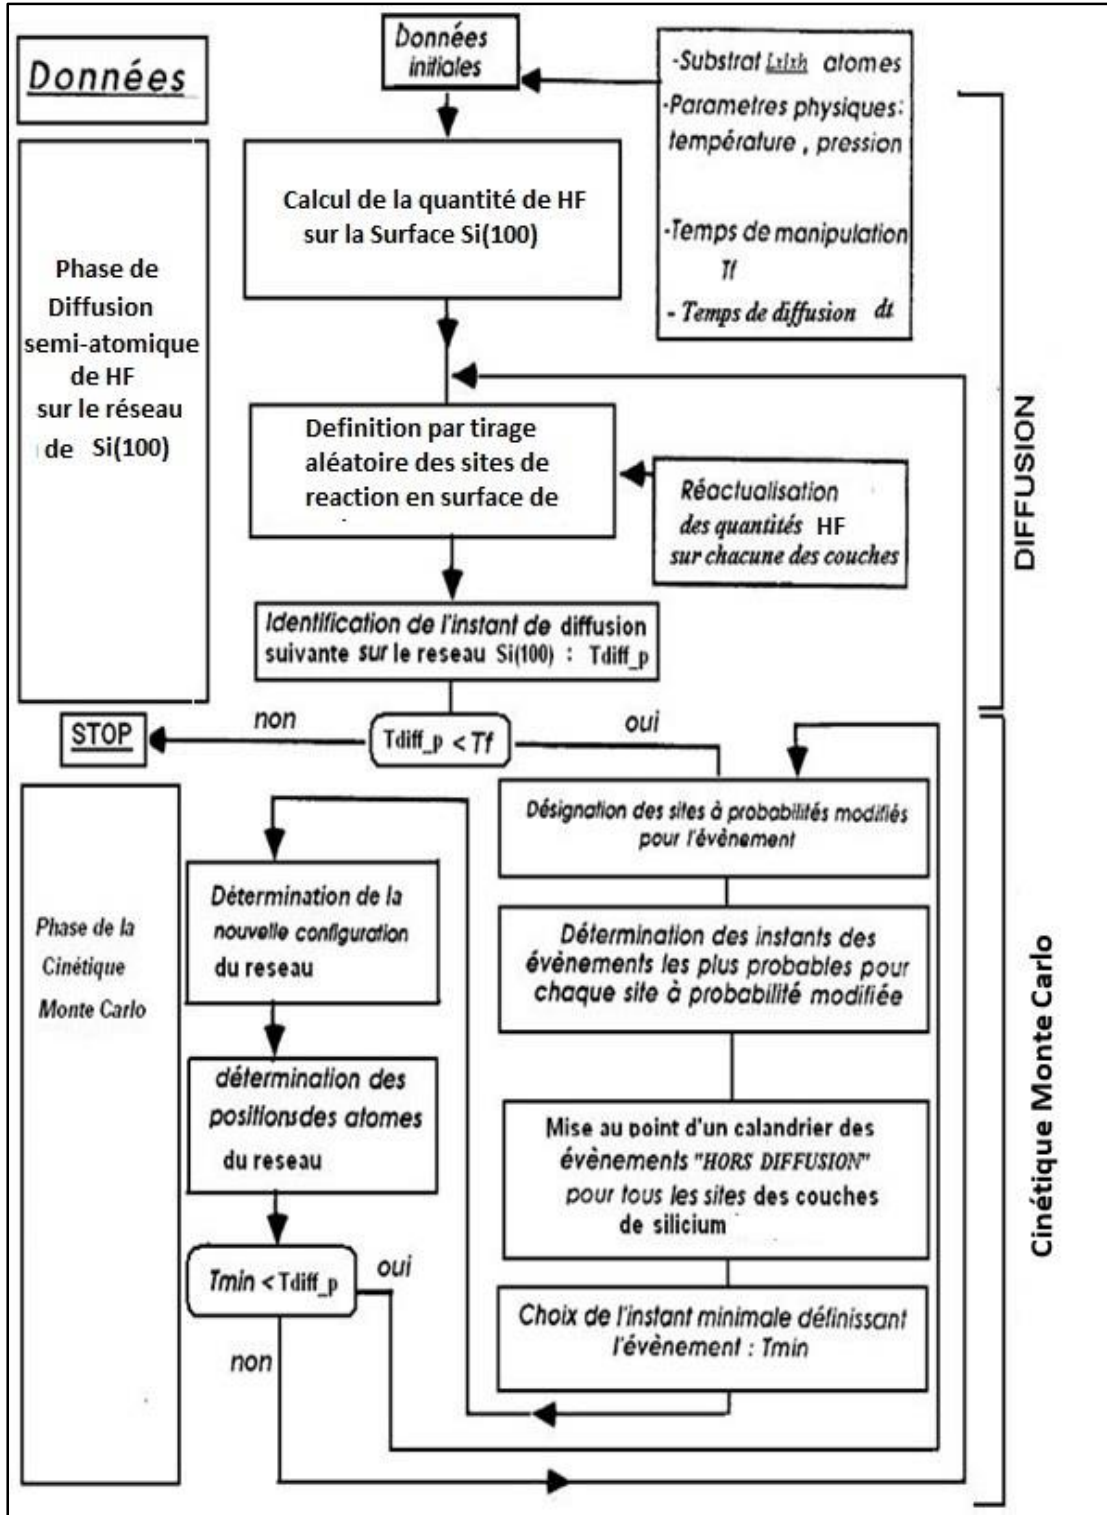 Données
Données
initiales
-Substrat Lxlxh atomes
-Parametres physiques:
température , pression
-Temps de manipulation
Tf
- Temps de diffusion dt
Calcul de la quantité de HF
sur la Surface Si(100)
Phase de
Diffusion
semi-atomique
de HF
sur le réseau
de Si(100)
Definition par tirage
aléatoire des sites de
reaction en surface de
Réactualisation
des quantités HF
sur chacune des couches
DIFFUSION
Identification de l'instant de diffusion
suivante sur le reseau Si(100) : Tdiff_p
STOP
non
Tdiff_p < Tf
oui
Désignation des sites à probabilités modifiés
pour l'évènement
Détermination des instants des
évènements les plus probables pour
chaque site à probabilité modifiée
Mise au point d'un calandrier des
évènements "HORS DIFFUSION"
pour tous les sites des couches
de silicium
Choix de l'instant minimale définissant
l'évènement : Tmin
Détermination de la
nouvelle configuration
du reseau
détermination des
positionsdes atomes
du reseau
Tmin < Tdiff_p
oui
non
Phase de la
Cinétique
Monte Carlo
Cinétique Monte Carlo